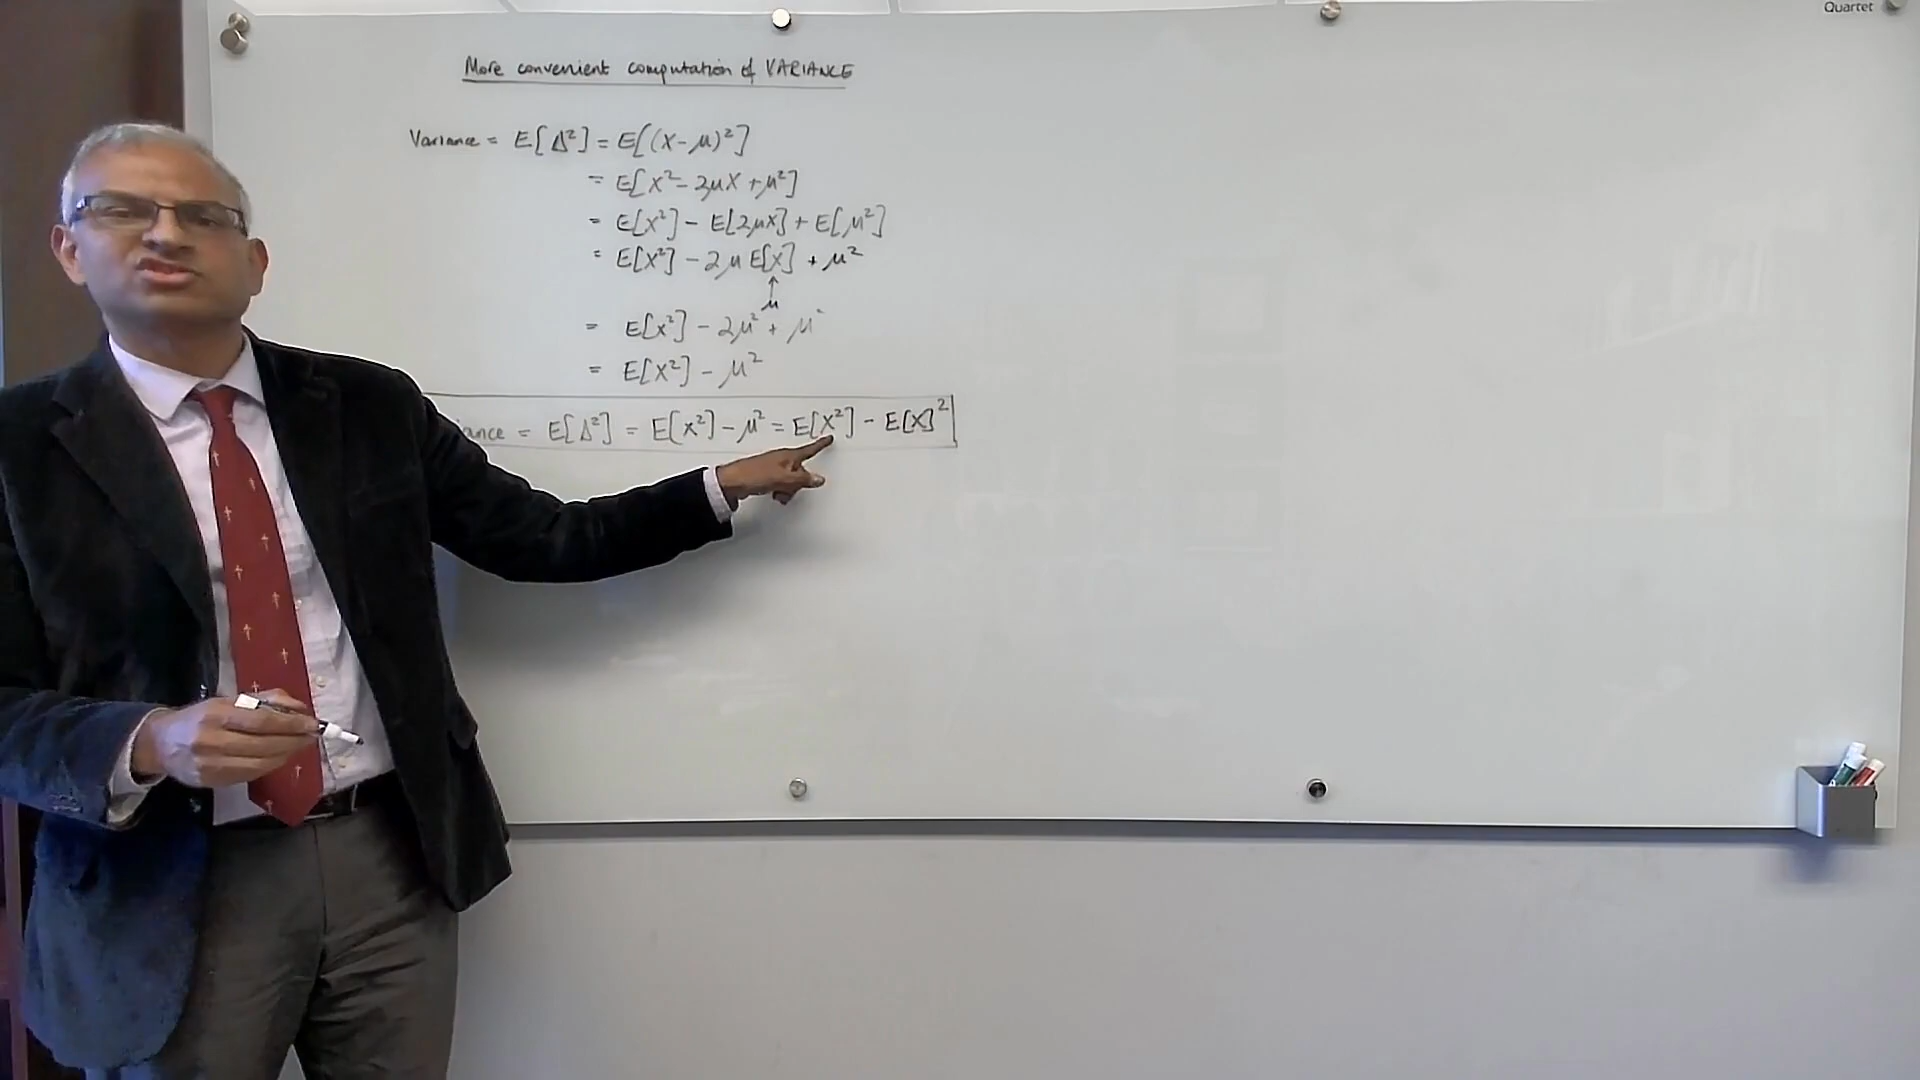 Quartet
More convenient computation of VARIANCE
Variance = E[Δ²] = E[(X-μ)²]
= E[X² - 2μX + μ²]
= E[X²] - E[2μX] + E[μ²]
= E[X²] - 2μ E[X] + μ²
↑
μ
= E[X²] - 2μ² + μ²
= E[X²] - μ²
iance = E[Δ²] = E[X²] - μ² = E[X²] - E[X]²